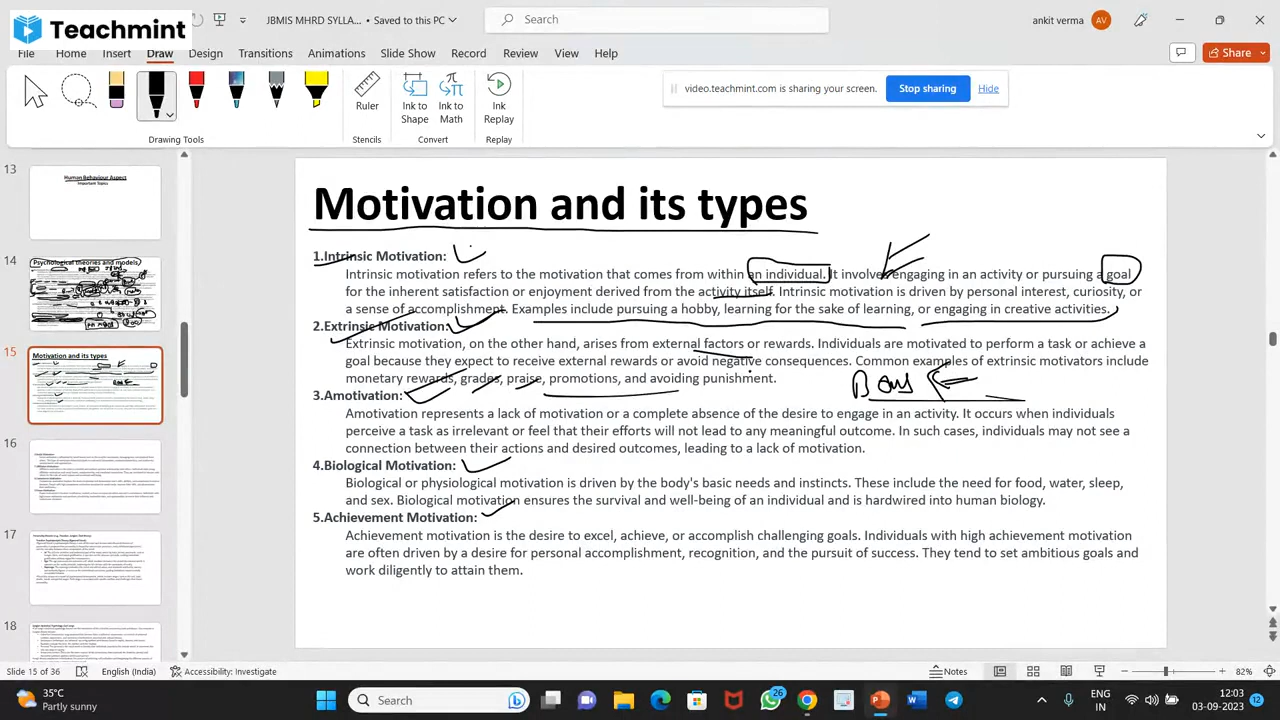 Teachmint
JBMIS MHRD SYLLA... • Saved to this PC
Search
ankit verma
AV
File Home Insert Draw Design Transitions Animations Slide Show Record Review View Help
Share
Ruler
Ink to Shape
Ink to Math
Ink Replay
Drawing Tools
Stencils
Convert
Replay
video.teachmint.com is sharing your screen.
Stop sharing
Hide
13
Human Behaviour Aspect
Important Topics
14
Psychological theories and models
15
Motivation and its types
16
17
18
Motivation and its types
1.Intrinsic Motivation:
Intrinsic motivation refers to the motivation that comes from within an individual. It involves engaging in an activity or pursuing a goal
for the inherent satisfaction or enjoyment derived from the activity itself. Intrinsic motivation is driven by personal interest, curiosity, or
a sense of accomplishment. Examples include pursuing a hobby, learning for the sake of learning, or engaging in creative activities.
2.Extrinsic Motivation:
Extrinsic motivation, on the other hand, arises from external factors or rewards. Individuals are motivated to perform a task or achieve a
goal because they expect to receive external rewards or avoid negative consequences. Common examples of extrinsic motivators include
monetary rewards, grades, praise, promotions, and avoiding punishment.
3.Amotivation:
Amotivation represents a lack of motivation or a complete absence of the desire to engage in an activity. It occurs when individuals
perceive a task as irrelevant or feel that their efforts will not lead to any meaningful outcome. In such cases, individuals may not see a
connection between their actions and desired outcomes, leading to a lack of motivation.
4.Biological Motivation:
Biological or physiological motivation is driven by the body's basic needs and instincts. These include the need for food, water, sleep,
and sex. Biological motivation ensures the survival and well-being of an individual and is hardwired into human biology.
5.Achievement Motivation:
Achievement motivation is the desire to excel, achieve, or accomplish challenging goals. Individuals with high achievement motivation
are often driven by a desire for personal accomplishment, recognition, and the pursuit of success. They tend to set ambitious goals and
work diligently to attain them.
Slide 15 of 36
English (India)
Accessibility: Investigate
Notes
82%
35°C
Partly sunny
Search
26
ENG
IN
12:03
03-09-2023